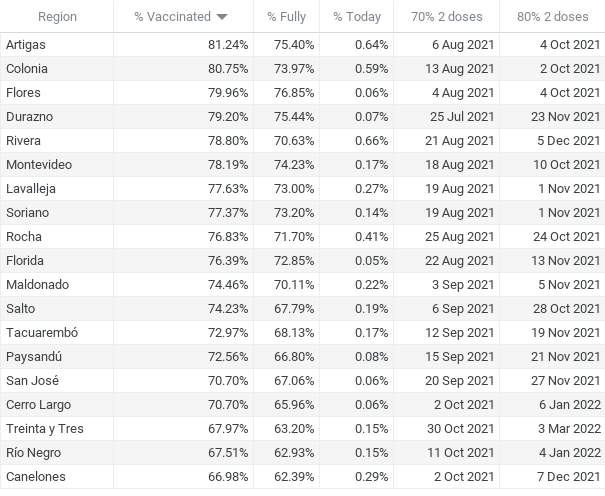 Region % Vaccinated % Fully % Today 70% 2 doses 80% 2 doses
Artigas 81.24% 75.40% 0.64% 6 Aug 2021 4 Oct 2021
Colonia 80.75% 73.97% 0.59% 13 Aug 2021 2 Oct 2021
Flores 79.96% 76.85% 0.06% 4 Aug 2021 4 Oct 2021
Durazno 79.20% 75.44% 0.07% 25 Jul 2021 23 Nov 2021
Rivera 78.80% 70.63% 0.66% 21 Aug 2021 5 Dec 2021
Montevideo 78.19% 74.23% 0.17% 18 Aug 2021 10 Oct 2021
Lavalleja 77.63% 73.00% 0.27% 19 Aug 2021 1 Nov 2021
Soriano 77.37% 73.20% 0.14% 19 Aug 2021 1 Nov 2021
Rocha 76.83% 71.70% 0.41% 25 Aug 2021 24 Oct 2021
Florida 76.39% 72.85% 0.05% 22 Aug 2021 13 Nov 2021
Maldonado 74.46% 70.11% 0.22% 3 Sep 2021 5 Nov 2021
Salto 74.23% 67.79% 0.19% 6 Sep 2021 28 Oct 2021
Tacuarembó 72.97% 68.13% 0.17% 12 Sep 2021 19 Nov 2021
Paysandú 72.56% 66.80% 0.08% 15 Sep 2021 21 Nov 2021
San José 70.70% 67.06% 0.06% 20 Sep 2021 27 Nov 2021
Cerro Largo 70.70% 65.96% 0.06% 2 Oct 2021 6 Jan 2022
Treinta y Tres 67.97% 63.20% 0.15% 30 Oct 2021 3 Mar 2022
Río Negro 67.51% 62.93% 0.15% 11 Oct 2021 4 Jan 2022
Canelones 66.98% 62.39% 0.29% 2 Oct 2021 7 Dec 2021